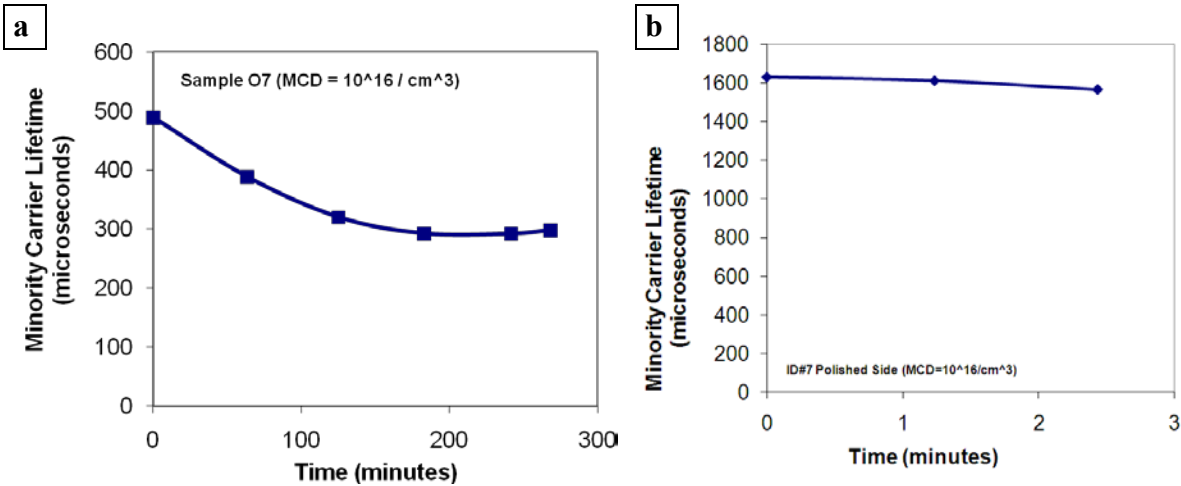 a
600
500
400
300
200
100
0
Sample O7 (MCD = 10^16 / cm^3)
Minority Carrier Lifetime
(microseconds)
0 100 200 300
Time (minutes)
b
1800
1600
1400
1200
1000
800
600
400
200
0
Minority Carrier Lifetime
(microseconds)
ID#7 Polished Side (MCD=10^16/cm^3)
0 1 2 3
Time (minutes)